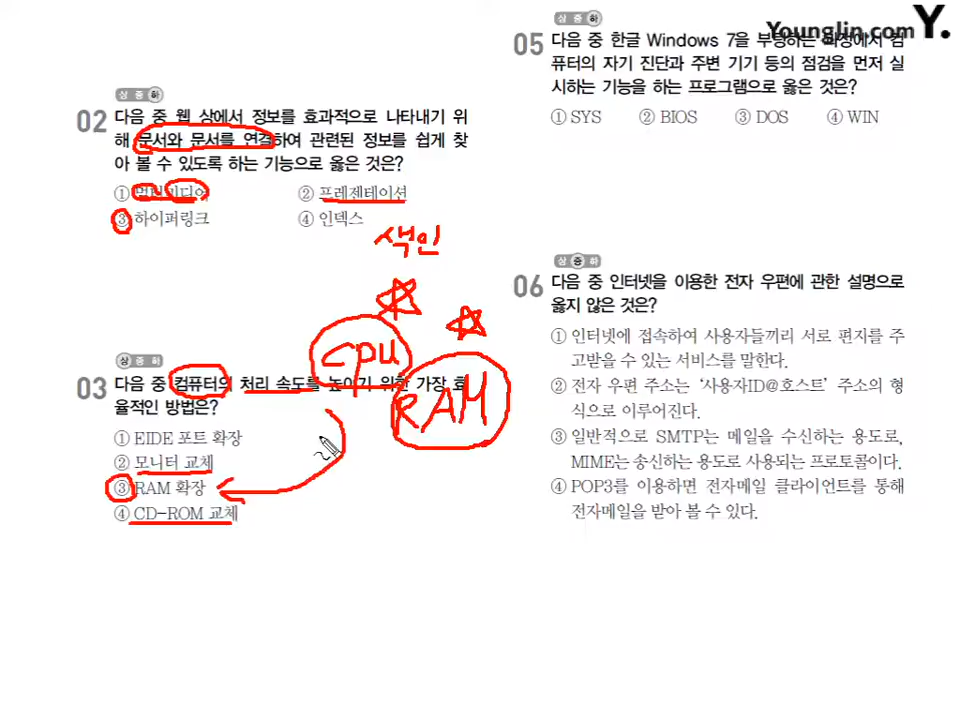 Younglin.com Y.
상 중 하
02 다음 중 웹 상에서 정보를 효과적으로 나타내기 위
해 문서와 문서를 연결하여 관련된 정보를 쉽게 찾
아 볼 수 있도록 하는 기능으로 옳은 것은?
① 멀티미디어 ② 프레젠테이션
③ 하이퍼링크 ④ 인덱스
색인
cpu
RAM
상 중 하
03 다음 중 컴퓨터의 처리 속도를 높이기 위한 가장 효
율적인 방법은?
① EIDE 포트 확장
② 모니터 교체
③ RAM 확장
④ CD-ROM 교체
상 중 하
05 다음 중 한글 Windows 7을 부팅하는 과정에서 컴
퓨터의 자기 진단과 주변 기기 등의 점검을 먼저 실
시하는 기능을 하는 프로그램으로 옳은 것은?
① SYS ② BIOS ③ DOS ④ WIN
상 중 하
06 다음 중 인터넷을 이용한 전자 우편에 관한 설명으로
옳지 않은 것은?
① 인터넷에 접속하여 사용자들끼리 서로 편지를 주
고받을 수 있는 서비스를 말한다.
② 전자 우편 주소는 ‘사용자ID@호스트’ 주소의 형
식으로 이루어진다.
③ 일반적으로 SMTP는 메일을 수신하는 용도로,
MIME는 송신하는 용도로 사용되는 프로토콜이다.
④ POP3를 이용하면 전자메일 클라이언트를 통해
전자메일을 받아 볼 수 있다.